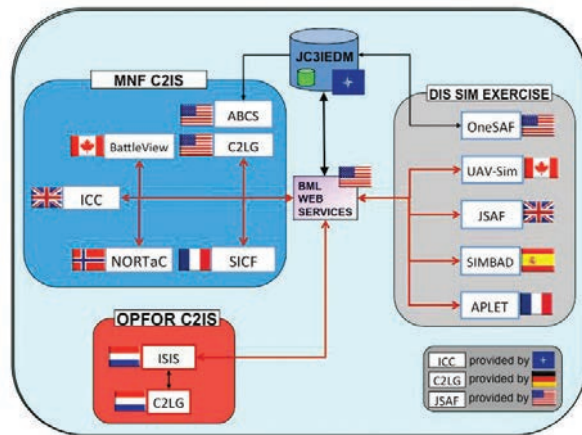 MNF C2IS
ABCS
BattleView
C2LG
ICC
NORTaC
SICF
JC3IEDM
BML
WEB
SERVICES
DIS SIM EXERCISE
OneSAF
UAV-Sim
JSAF
SIMBAD
APLET
OPFOR C2IS
ISIS
C2LG
ICC provided by
C2LG provided by
JSAF provided by